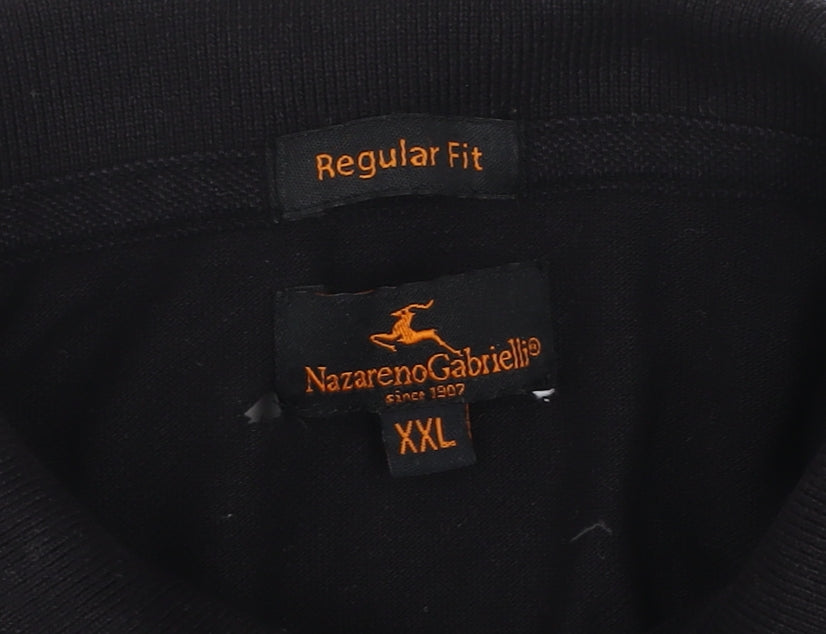 Regular Fit
NazarenoGabrielli®
since 1907
XXL